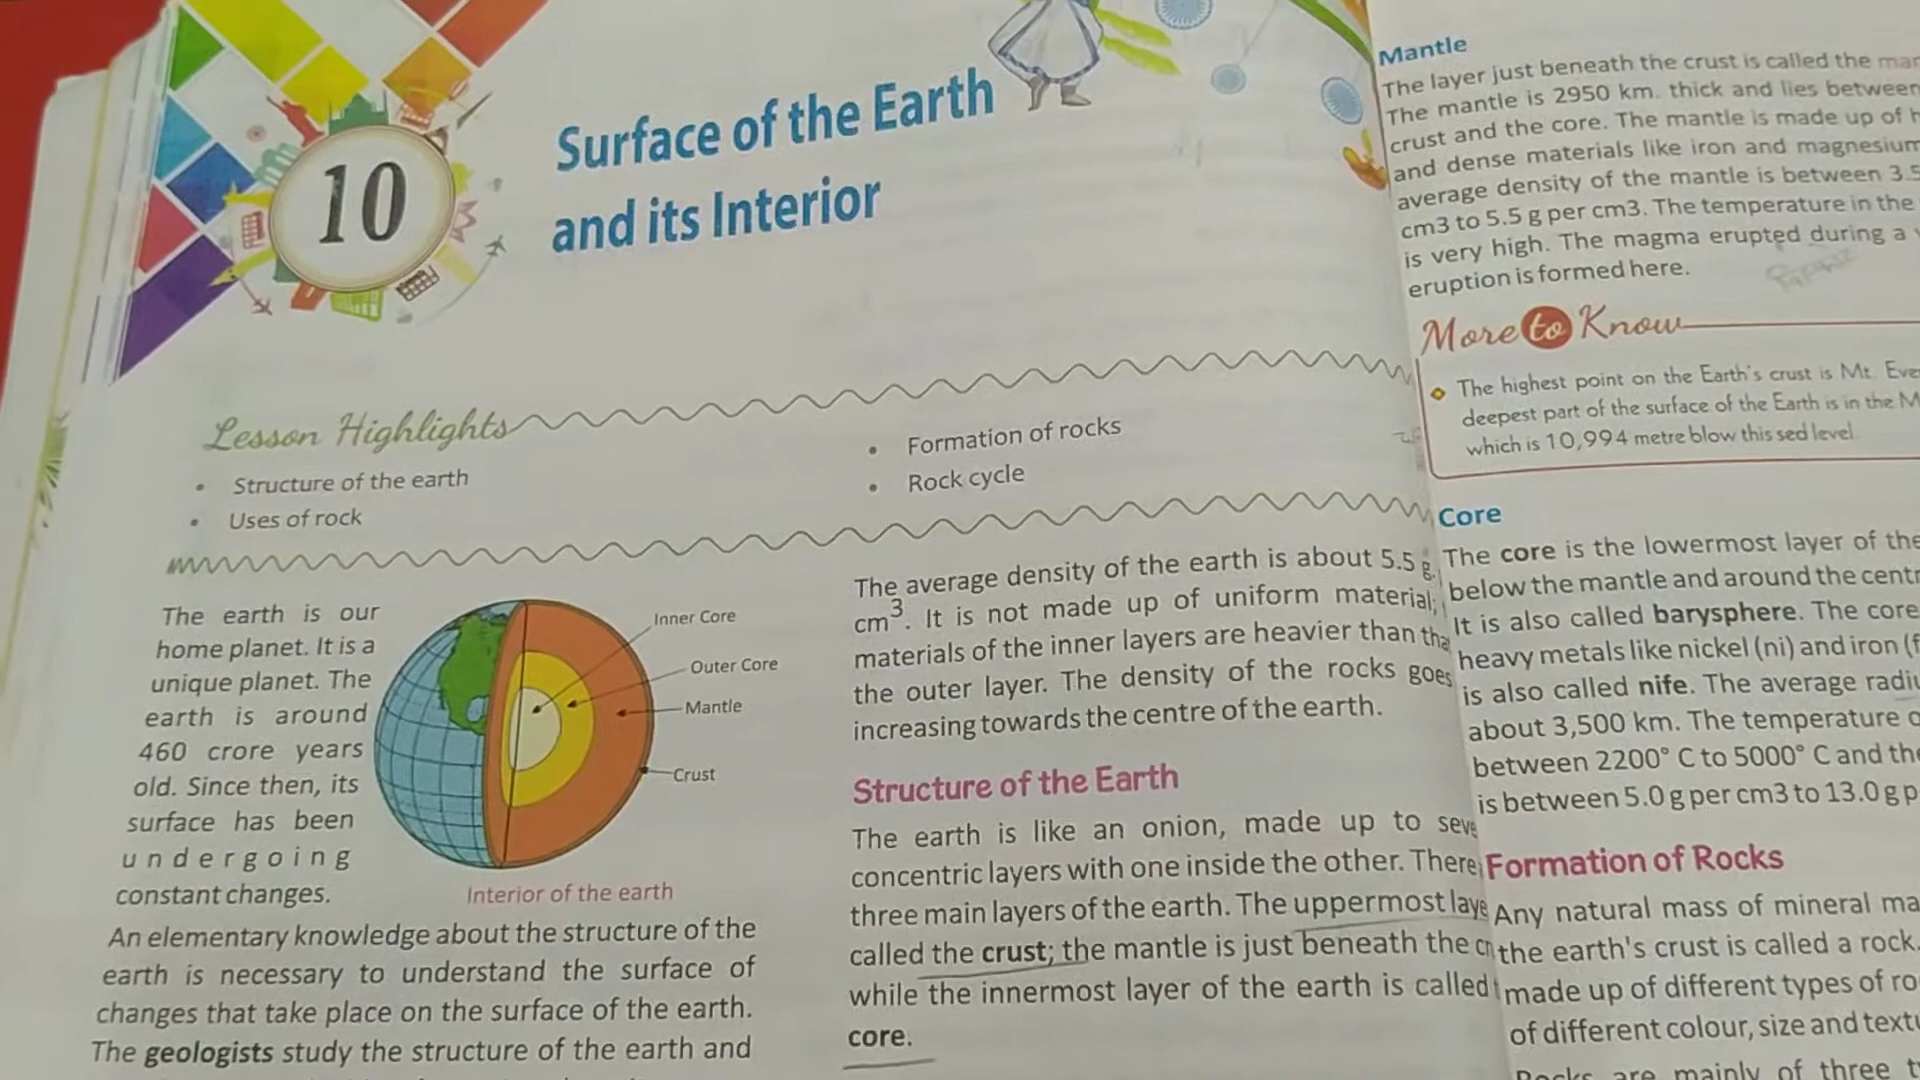 10
Surface of the Earth
and its Interior
Lesson Highlights
• Structure of the earth
• Uses of rock
• Formation of rocks
• Rock cycle
The earth is our
home planet. It is a
unique planet. The
earth is around
460 crore years
old. Since then, its
surface has been
undergoing
constant changes.
Inner Core
Outer Core
Mantle
Crust
Interior of the earth
An elementary knowledge about the structure of the
earth is necessary to understand the surface of
changes that take place on the surface of the earth.
The geologists study the structure of the earth and
The average density of the earth is about 5.5 g.
cm3. It is not made up of uniform material;
materials of the inner layers are heavier than
the outer layer. The density of the rocks goes
increasing towards the centre of the earth.
Structure of the Earth
The earth is like an onion, made up to
concentric layers with one inside the other. There
three main layers of the earth. The uppermost
called the crust; the mantle is just beneath the
while the innermost layer of the earth is called
core.
Mantle
The layer just beneath the crust is called the
The mantle is 2950 km. thick and lies between
crust and the core. The mantle is made up of
and dense materials like iron and magnesium
average density of the mantle is between 3.5
cm3 to 5.5 g per cm3. The temperature in the
is very high. The magma erupted during a
eruption is formed here.
More to Know
The highest point on the Earth's crust is Mt.
deepest part of the surface of the Earth is in the
which is 10,994 metre blow this sed level.
Core
The core is the lowermost layer of the
below the mantle and around the
It is also called barysphere. The core
heavy metals like nickel (ni) and iron
is also called nife. The average
about 3,500 km. The temperature
between 2200° C to 5000° C and
is between 5.0 g per cm3 to 13.0 g
Formation of Rocks
Any natural mass of mineral
the earth's crust is called a rock.
made up of different types of
of different colour, size and
Rocks are mainly of three